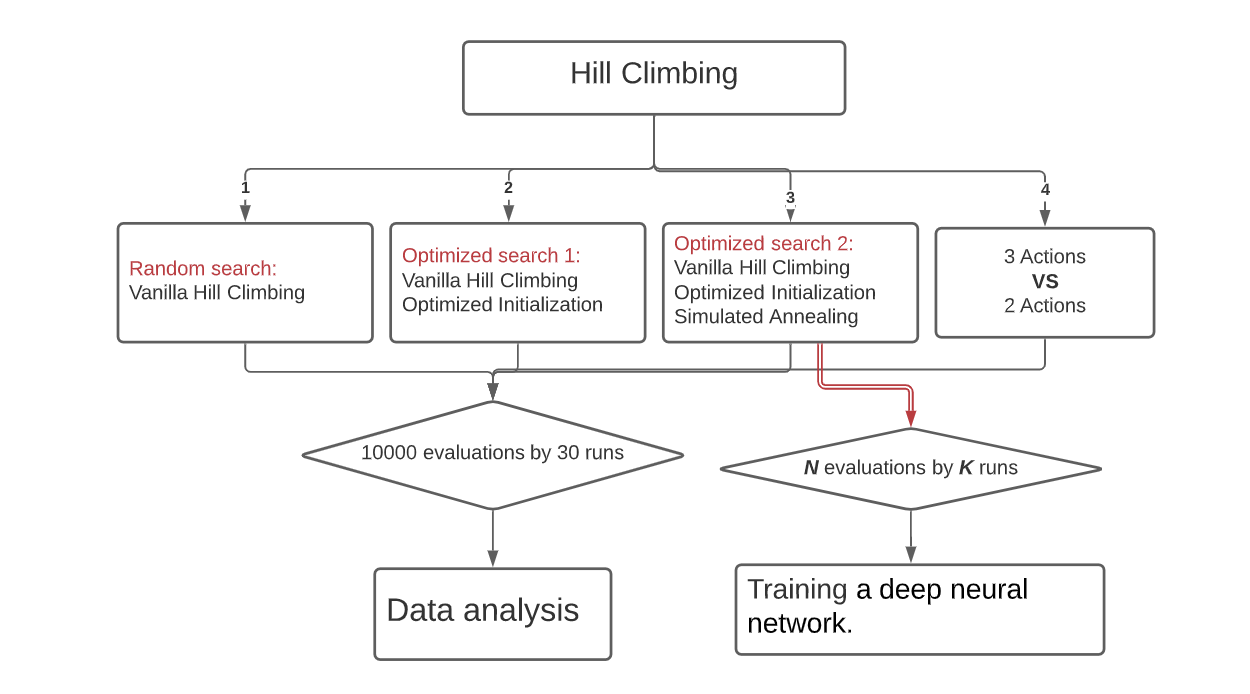 Hill Climbing
1
2
3
4
Random search:
Vanilla Hill Climbing
Optimized search 1:
Vanilla Hill Climbing
Optimized Initialization
Optimized search 2:
Vanilla Hill Climbing
Optimized Initialization
Simulated Annealing
3 Actions
VS
2 Actions
10000 evaluations by 30 runs
N evaluations by K runs
Data analysis
Training a deep neural
network.